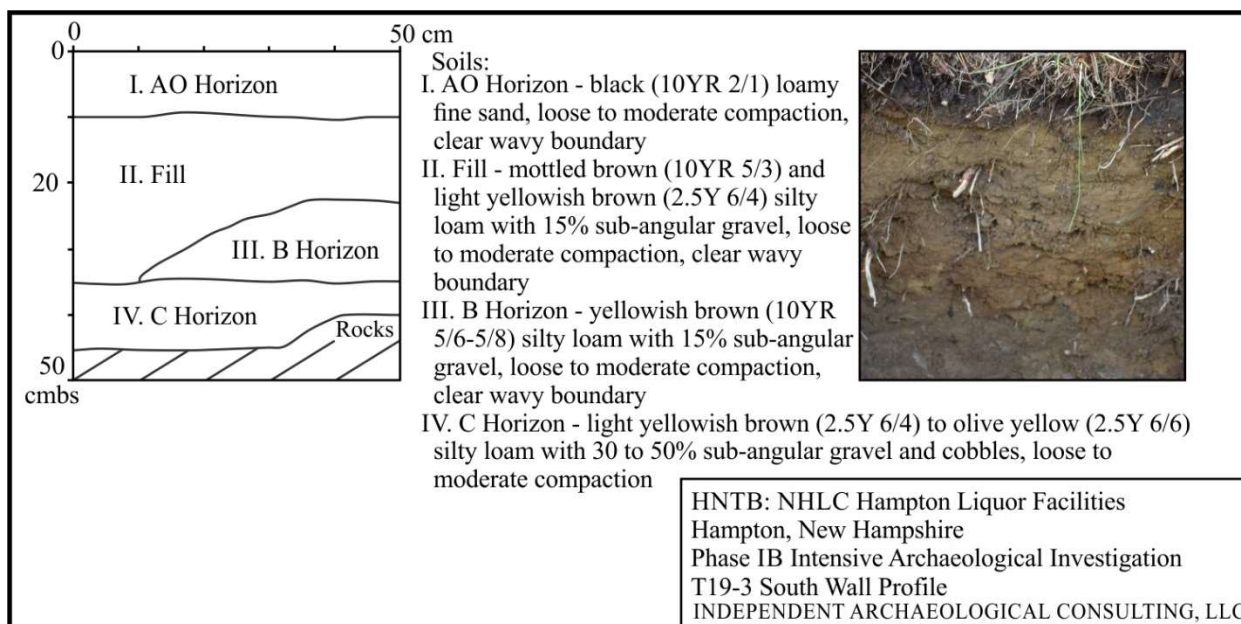 0
50 cm
0
I. AO Horizon
II. Fill
20
III. B Horizon
IV. C Horizon
Rocks
50
cmbs
Soils:
I. AO Horizon - black (10YR 2/1) loamy
fine sand, loose to moderate compaction,
clear wavy boundary
II. Fill - mottled brown (10YR 5/3) and
light yellowish brown (2.5Y 6/4) silty
loam with 15% sub-angular gravel, loose
to moderate compaction, clear wavy
boundary
III. B Horizon - yellowish brown (10YR
5/6-5/8) silty loam with 15% sub-angular
gravel, loose to moderate compaction,
clear wavy boundary
IV. C Horizon - light yellowish brown (2.5Y 6/4) to olive yellow (2.5Y 6/6)
silty loam with 30 to 50% sub-angular gravel and cobbles, loose to
moderate compaction
HNTB: NHLC Hampton Liquor Facilities
Hampton, New Hampshire
Phase IB Intensive Archaeological Investigation
T19-3 South Wall Profile
INDEPENDENT ARCHAEOLOGICAL CONSULTING, LLC